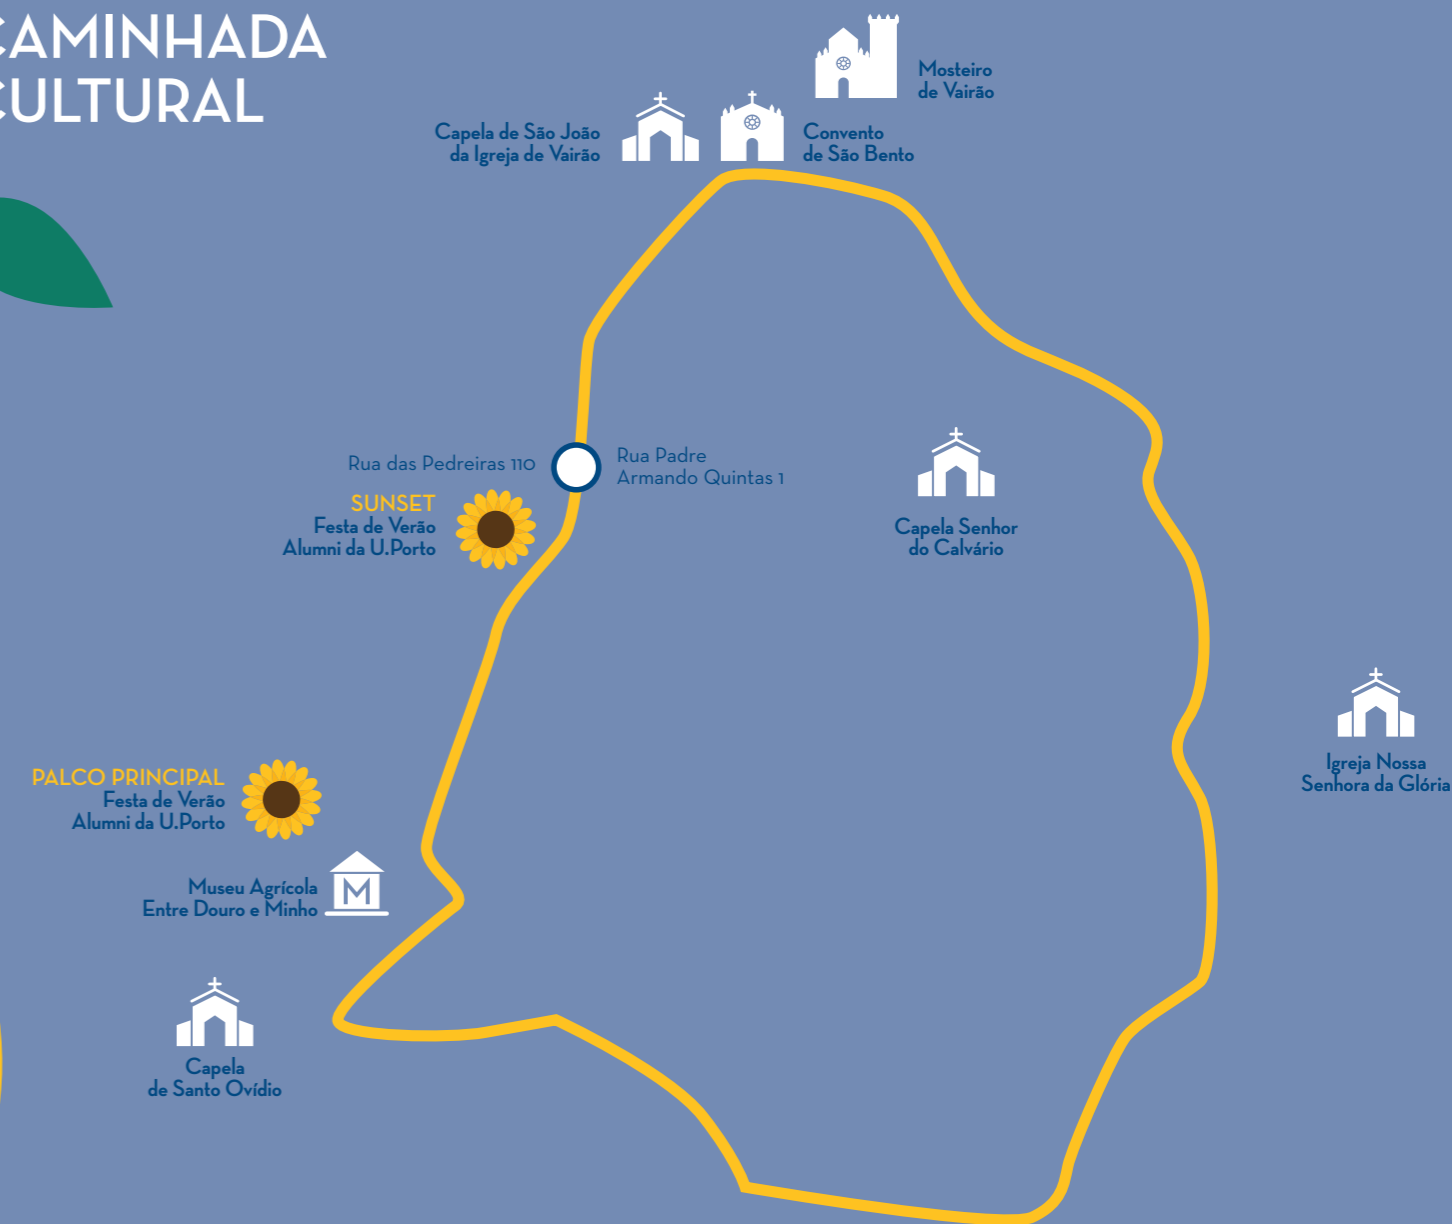 CAMINHADA
CULTURAL
Mosteiro
de Vairão
Capela de São João
da Igreja de Vairão
Convento
de São Bento
Rua das Pedreiras 110
Rua Padre
Armando Quintas 1
SUNSET
Festa de Verão
Alumni da U.Porto
Capela Senhor
do Calvário
Igreja Nossa
Senhora da Glória
PALCO PRINCIPAL
Festa de Verão
Alumni da U.Porto
Museu Agrícola
Entre Douro e Minho
M
Capela
de Santo Ovídio